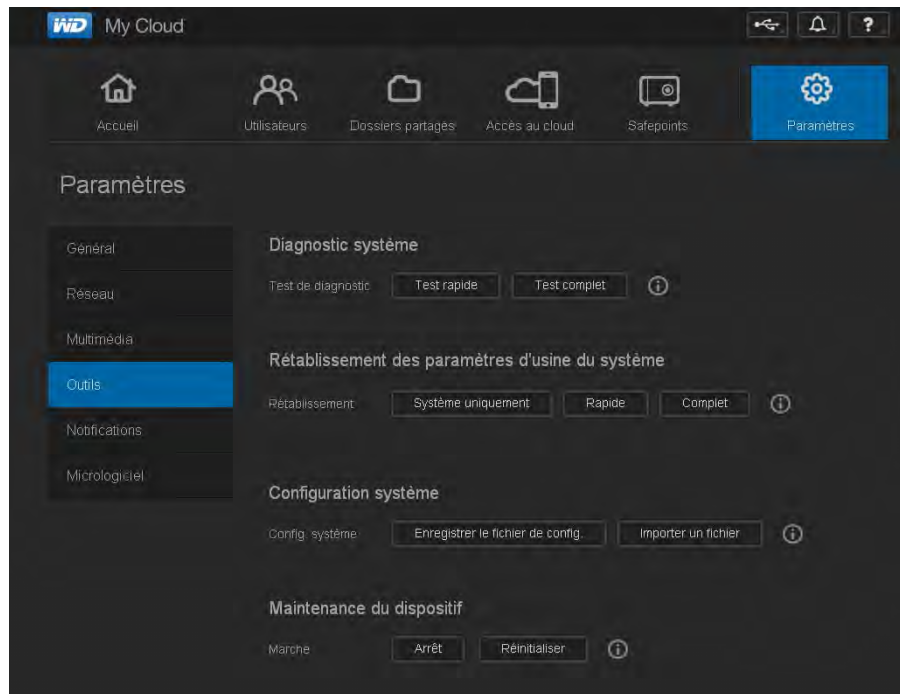 WD My Cloud
?
Accueil Utilisateurs Dossiers partagés Accès au cloud Safepoints Paramètres
Paramètres
Général
Réseau
Multimédia
Outils
Notifications
Micrologiciel
Diagnostic système
Test de diagnostic Test rapide Test complet
Rétablissement des paramètres d'usine du système
Rétablissement Système uniquement Rapide Complet
Configuration système
Config. système Enregistrer le fichier de config. Importer un fichier
Maintenance du dispositif
Marche Arrêt Réinitialiser